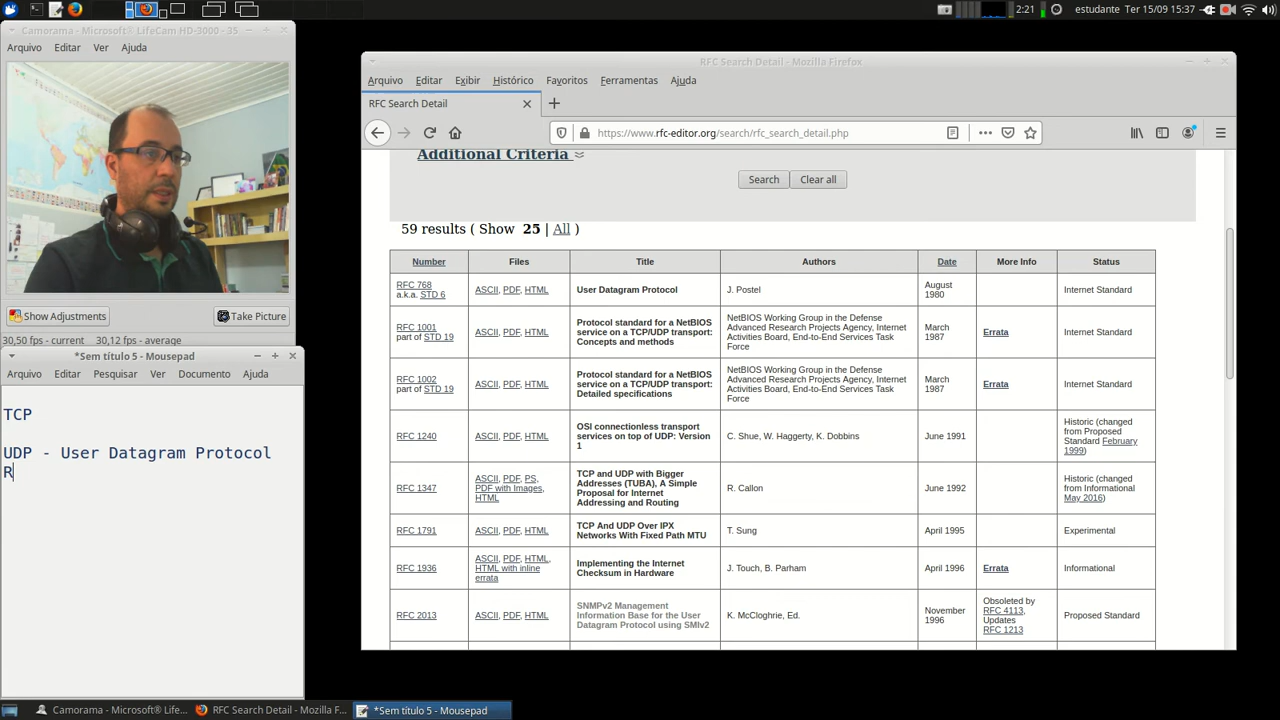 2:21 estudante Ter 15/09 15:37
Camorama - Microsoft® LifeCam HD-3000 - 35
Arquivo Editar Ver Ajuda
Show Adjustments Take Picture
30,50 fps - current 30,12 fps - average
*Sem título 5 - Mousepad
Arquivo Editar Pesquisar Ver Documento Ajuda
TCP
UDP - User Datagram Protocol
R
RFC Search Detail - Mozilla Firefox
Arquivo Editar Exibir Histórico Favoritos Ferramentas Ajuda
RFC Search Detail
https://www.rfc-editor.org/search/rfc_search_detail.php
Additional Criteria
Search Clear all
59 results ( Show 25 | All )
Number Files Title Authors Date More Info Status
RFC 768
a.k.a. STD 6
ASCII, PDF, HTML
User Datagram Protocol
J. Postel
August
1980
Internet Standard
RFC 1001
part of STD 19
ASCII, PDF, HTML
Protocol standard for a NetBIOS
service on a TCP/UDP transport:
Concepts and methods
NetBIOS Working Group in the Defense
Advanced Research Projects Agency, Internet
Activities Board, End-to-End Services Task
Force
March
1987
Errata
Internet Standard
RFC 1002
part of STD 19
ASCII, PDF, HTML
Protocol standard for a NetBIOS
service on a TCP/UDP transport:
Detailed specifications
NetBIOS Working Group in the Defense
Advanced Research Projects Agency, Internet
Activities Board, End-to-End Services Task
Force
March
1987
Errata
Internet Standard
RFC 1240
ASCII, PDF, HTML
OSI connectionless transport
services on top of UDP: Version
1
C. Shue, W. Haggerty, K. Dobbins
June 1991
Historic (changed
from Proposed
Standard February
1999)
RFC 1347
ASCII, PDF, PS,
PDF with Images,
HTML
TCP and UDP with Bigger
Addresses (TUBA), A Simple
Proposal for Internet
Addressing and Routing
R. Callon
June 1992
Historic (changed
from Informational
May 2016)
RFC 1791
ASCII, PDF, HTML
TCP And UDP Over IPX
Networks With Fixed Path MTU
T. Sung
April 1995
Experimental
RFC 1936
ASCII, PDF, HTML,
HTML with inline
errata
Implementing the Internet
Checksum in Hardware
J. Touch, B. Parham
April 1996
Errata
Informational
RFC 2013
ASCII, PDF, HTML
SNMPv2 Management
Information Base for the User
Datagram Protocol using SMIv2
K. McCloghrie, Ed.
November
1996
Obsoleted by
RFC 4113,
Updates
RFC 1213
Proposed Standard
Camorama - Microsoft® LifeC... RFC Search Detail - Mozilla F... *Sem título 5 - Mousepad